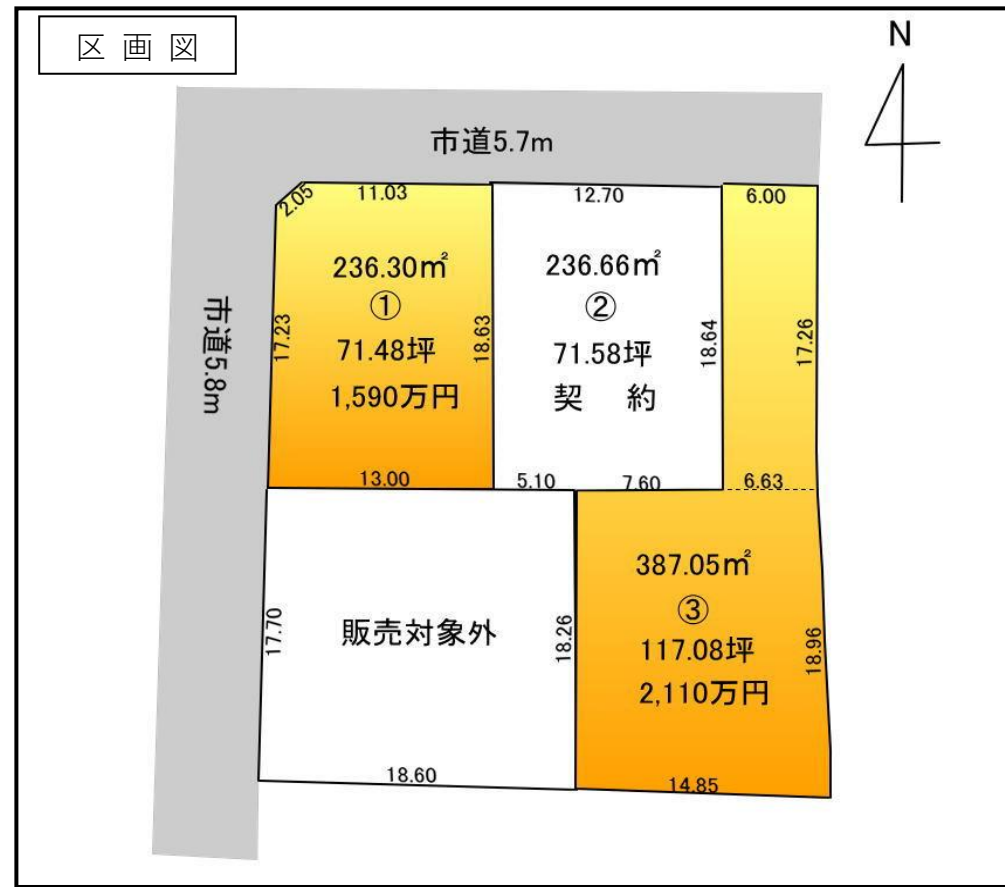 区画図
N
市道5.7m
市道5.8m
2.05
11.03
12.70
6.00
236.30㎡
①
71.48坪
1,590万円
17.23
18.63
236.66㎡
②
71.58坪
契 約
18.64
17.26
13.00
5.10
7.60
6.63
販売対象外
17.70
18.26
18.60
387.05㎡
③
117.08坪
2,110万円
18.96
14.85